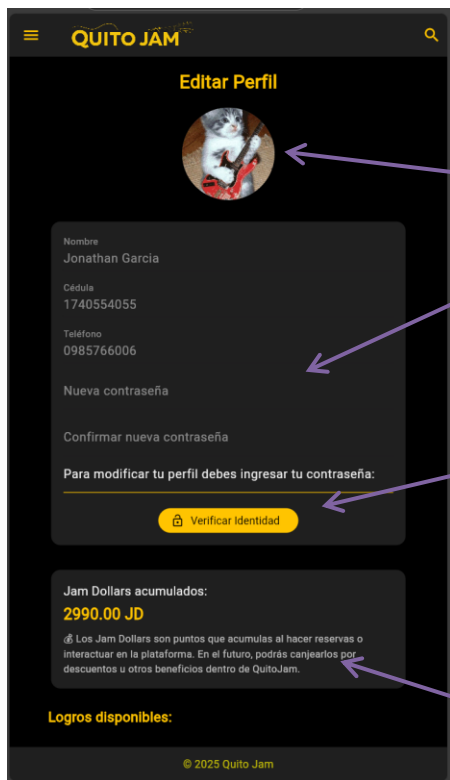 QUITO JAM
Editar Perfil
Nombre
Jonathan Garcia
Cédula
1740554055
Teléfono
0985766006
Nueva contraseña
Confirmar nueva contraseña
Para modificar tu perfil debes ingresar tu contraseña:
Verificar Identidad
Jam Dollars acumulados:
2990.00 JD
💰 Los Jam Dollars son puntos que acumulas al hacer reservas o
interactuar en la plataforma. En el futuro, podrás canjearlos por
descuentos u otros beneficios dentro de QuitoJam.
Logros disponibles:
© 2025 Quito Jam